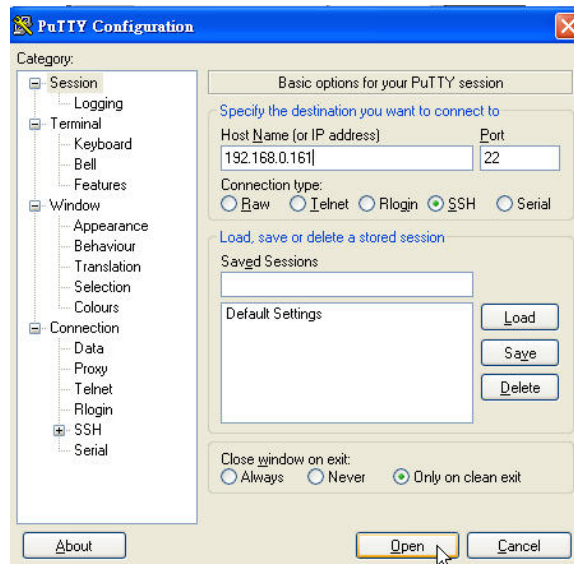 PuTTY Configuration
Category:
Session
Logging
Terminal
Keyboard
Bell
Features
Window
Appearance
Behaviour
Translation
Selection
Colours
Connection
Data
Proxy
Telnet
Rlogin
SSH
Serial
Basic options for your PuTTY session
Specify the destination you want to connect to
Host Name (or IP address) Port
192.168.0.161 22
Connection type:
Raw Telnet Rlogin SSH Serial
Load, save or delete a stored session
Saved Sessions
Default Settings
Load
Save
Delete
Close window on exit:
Always Never Only on clean exit
About Open Cancel